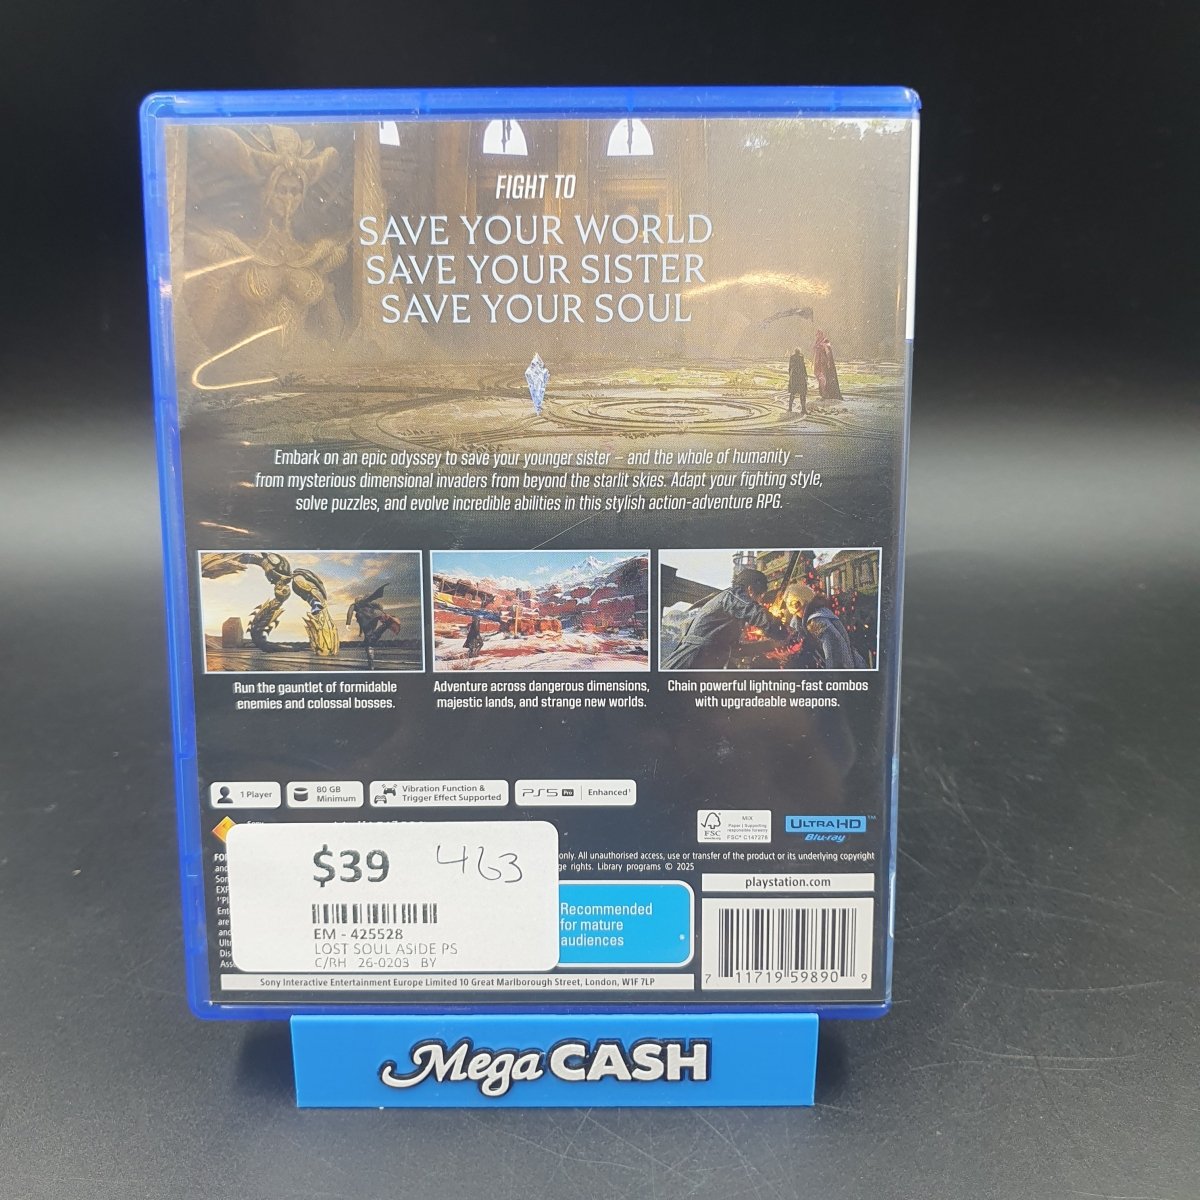 FIGHT TO
SAVE YOUR WORLD
SAVE YOUR SISTER
SAVE YOUR SOUL
Embark on an epic odyssey to save your younger sister – and the whole of humanity –
from mysterious dimensional invaders from beyond the starlit skies. Adapt your fighting style,
solve puzzles, and evolve incredible abilities in this stylish action-adventure RPG.
Run the gauntlet of formidable
enemies and colossal bosses.
Adventure across dangerous dimensions,
majestic lands, and strange new worlds.
Chain powerful lightning-fast combos
with upgradeable weapons.
1 Player
80 GB
Minimum
Vibration Function &
Trigger Effect Supported
PS5 Pro Enhanced
FSC
MIX
Paper | Supporting
responsible forestry
FSC® C147278
ULTRA HD™
Blu-ray
only. All unauthorised access, use or transfer of the product or its underlying copyright
rights. Library programs © 2025
$39
463
EM - 425528
LOST SOUL ASIDE PS
C/RH 26-0203 BY
Recommended
for mature
audiences
playstation.com
7 11719 59890 9
Sony Interactive Entertainment Europe Limited 10 Great Marlborough Street, London, W1F 7LP
Mega CASH